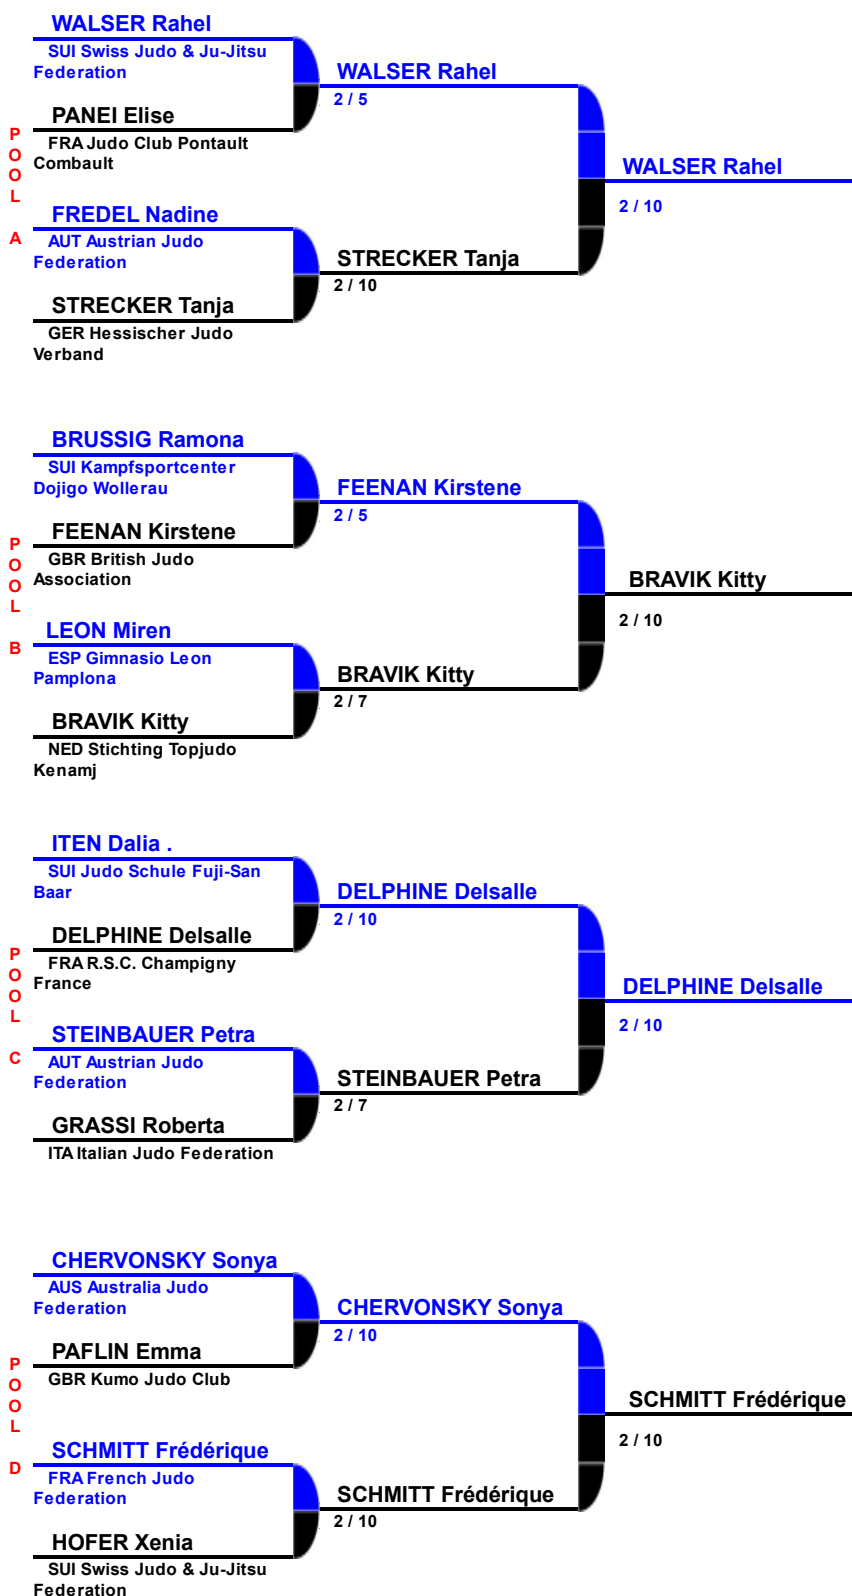 WALSER Rahel
SUI Swiss Judo & Ju-Jitsu
Federation
WALSER Rahel
2 / 5
PANEI Elise
FRA Judo Club Pontault
Combault
POOL A
WALSER Rahel
2 / 10
FREDEL Nadine
AUT Austrian Judo
Federation
STRECKER Tanja
2 / 10
STRECKER Tanja
GER Hessischer Judo
Verband
BRUSSIG Ramona
SUI Kampfsportcenter
Dojigo Wollerau
FEENAN Kirstene
2 / 5
FEENAN Kirstene
GBR British Judo
Association
POOL B
BRAVIK Kitty
2 / 10
LEON Miren
ESP Gimnasio Leon
Pamplona
BRAVIK Kitty
2 / 7
BRAVIK Kitty
NED Stichting Topjudo
Kenamj
ITEN Dalia .
SUI Judo Schule Fuji-San
Baar
DELPHINE Delsalle
2 / 10
DELPHINE Delsalle
FRA R.S.C. Champigny
France
POOL C
DELPHINE Delsalle
2 / 10
STEINBAUER Petra
AUT Austrian Judo
Federation
STEINBAUER Petra
2 / 7
GRASSI Roberta
ITA Italian Judo Federation
CHERVONSKY Sonya
AUS Australia Judo
Federation
CHERVONSKY Sonya
2 / 10
PAFLIN Emma
GBR Kumo Judo Club
POOL D
SCHMITT Frédérique
2 / 10
SCHMITT Frédérique
FRA French Judo
Federation
SCHMITT Frédérique
2 / 10
HOFER Xenia
SUI Swiss Judo & Ju-Jitsu
Federation